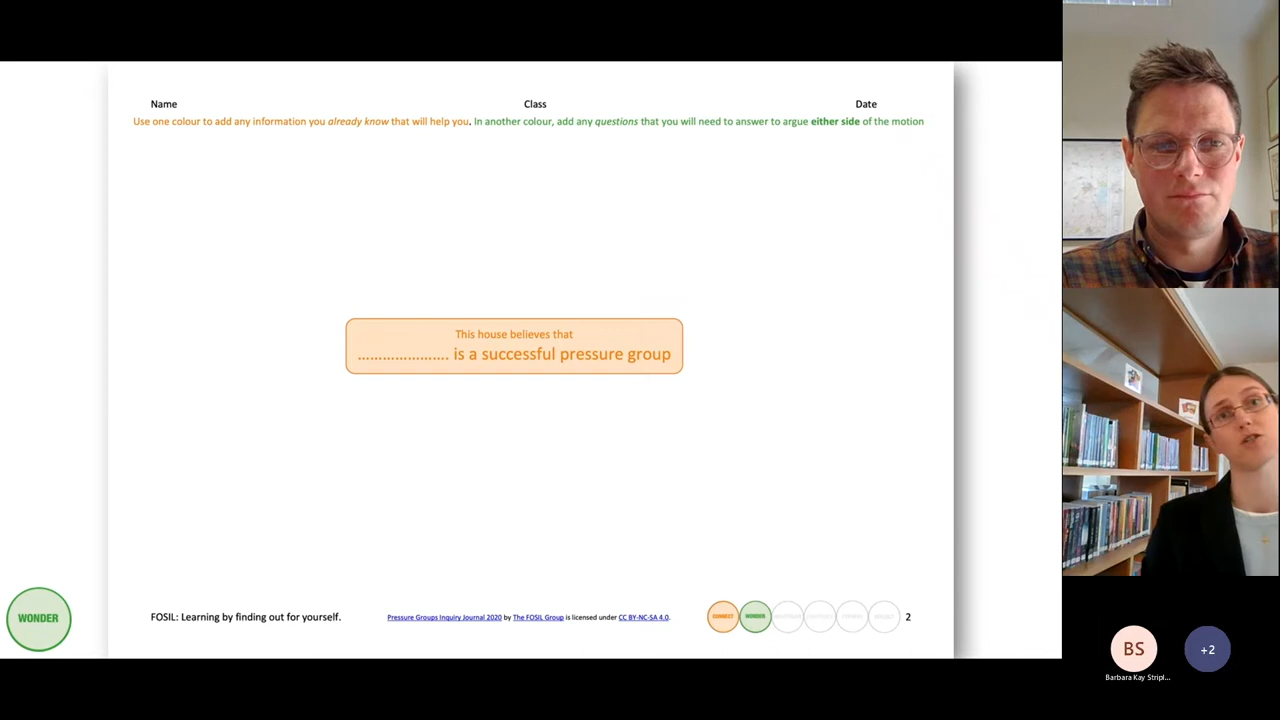 Name Class Date
Use one colour to add any information you already know that will help you. In another colour, add any questions that you will need to answer to argue either side of the motion
This house believes that
…………………. is a successful pressure group
WONDER
FOSIL: Learning by finding out for yourself.
Pressure Groups Inquiry Journal 2020 by The FOSIL Group is licensed under CC BY-NC-SA 4.0.
CONNECT WONDER
2
BS
+2
Barbara Kay Stripl...